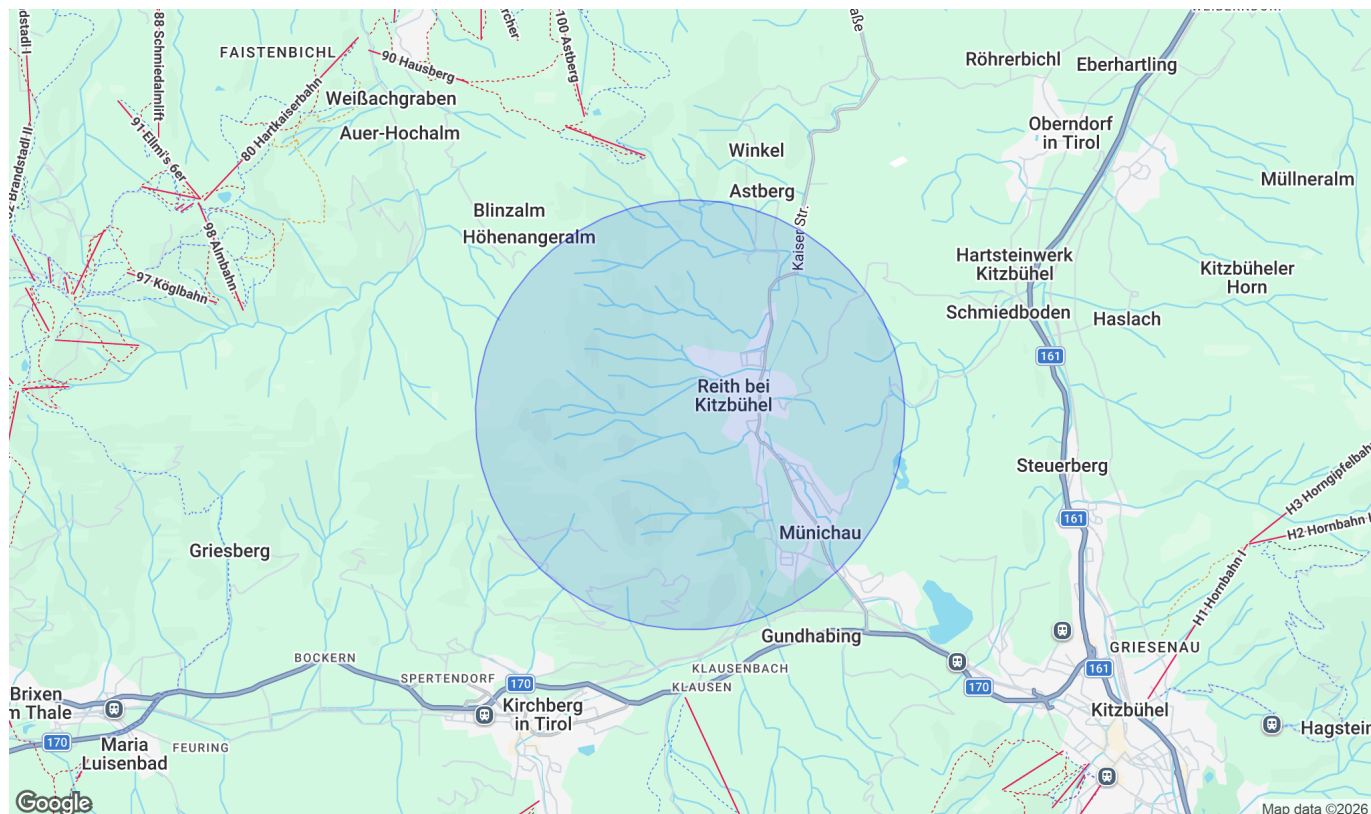 WEIBERNDORF
FAISTENBICHL
90 Hausberg
100 Astberg
88 Schmiedalmlift
Weißachgraben
Auer-Hochalm
80 Hartkaiserbahn
91 Ellmi's 6er
Röhrerbichl
Eberhartling
Oberndorf
in Tirol
Winkel
Astberg
Müllneralm
Blinzalm
Höhenangeralm
98 Almbahn
97 Köglbahn
Kaiser Str.
Hartsteinwerk
Kitzbühel
Kitzbüheler
Horn
Schmiedboden
Haslach
161
Reith bei
Kitzbühel
Steuerberg
161
H3 Horngipfelbah
H2 Hornbahn
H1 Hornbahn I
Griesberg
Münichau
Gundhabing
GRIESENAU
BOCKERN
SPERTENDORF
KLAUSENBACH
KLAUSEN
161
170
170
Brixen
m Thale
Kirchberg
in Tirol
Kitzbühel
Hagstein
170
Maria
Luisenbad
FEURING
Google
Map data ©2026